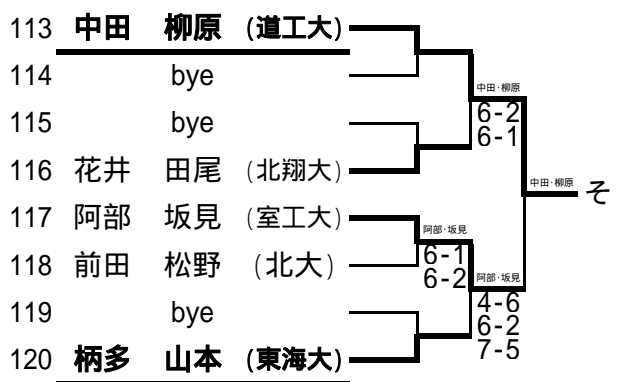 113 中田 柳原 (道工大)
114 bye
115 bye
116 花井 田尾 (北翔大)
117 阿部 坂見 (室工大)
118 前田 松野 (北大)
119 bye
120 柄多 山本 (東海大)
阿部・坂見
6-1
6-2
中田・柳原
6-2
6-1
阿部・坂見
4-6
6-2
7-5
中田・柳原
そ